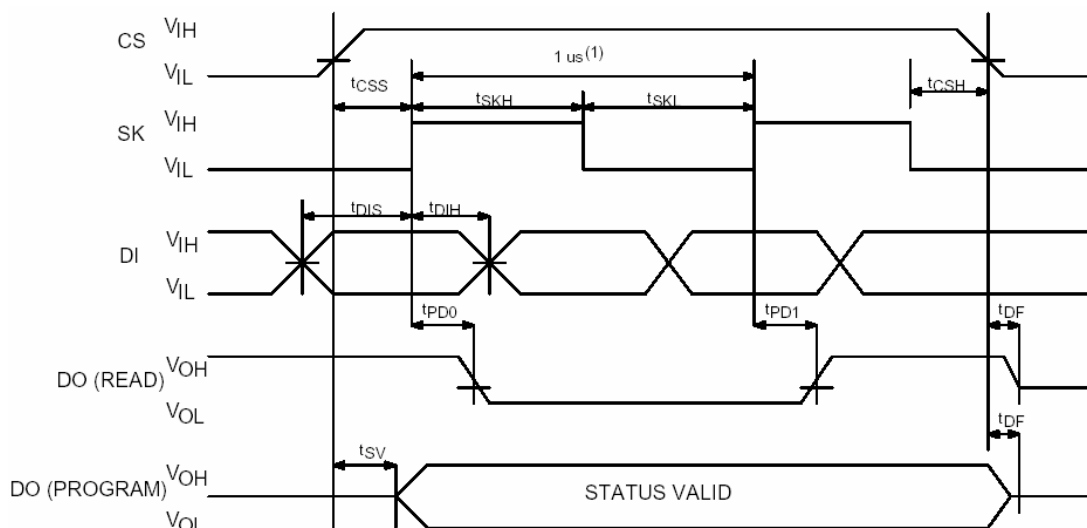 CS VIH
VIL
1 us(1)
tCSS
tSKH
tSKL
tCSH
SK VIH
VIL
tDIS
tDIH
DI VIH
VIL
tPD0
tPD1
tDF
DO (READ) VOH
VOL
tDF
tSV
DO (PROGRAM) VOH
VOL
STATUS VALID